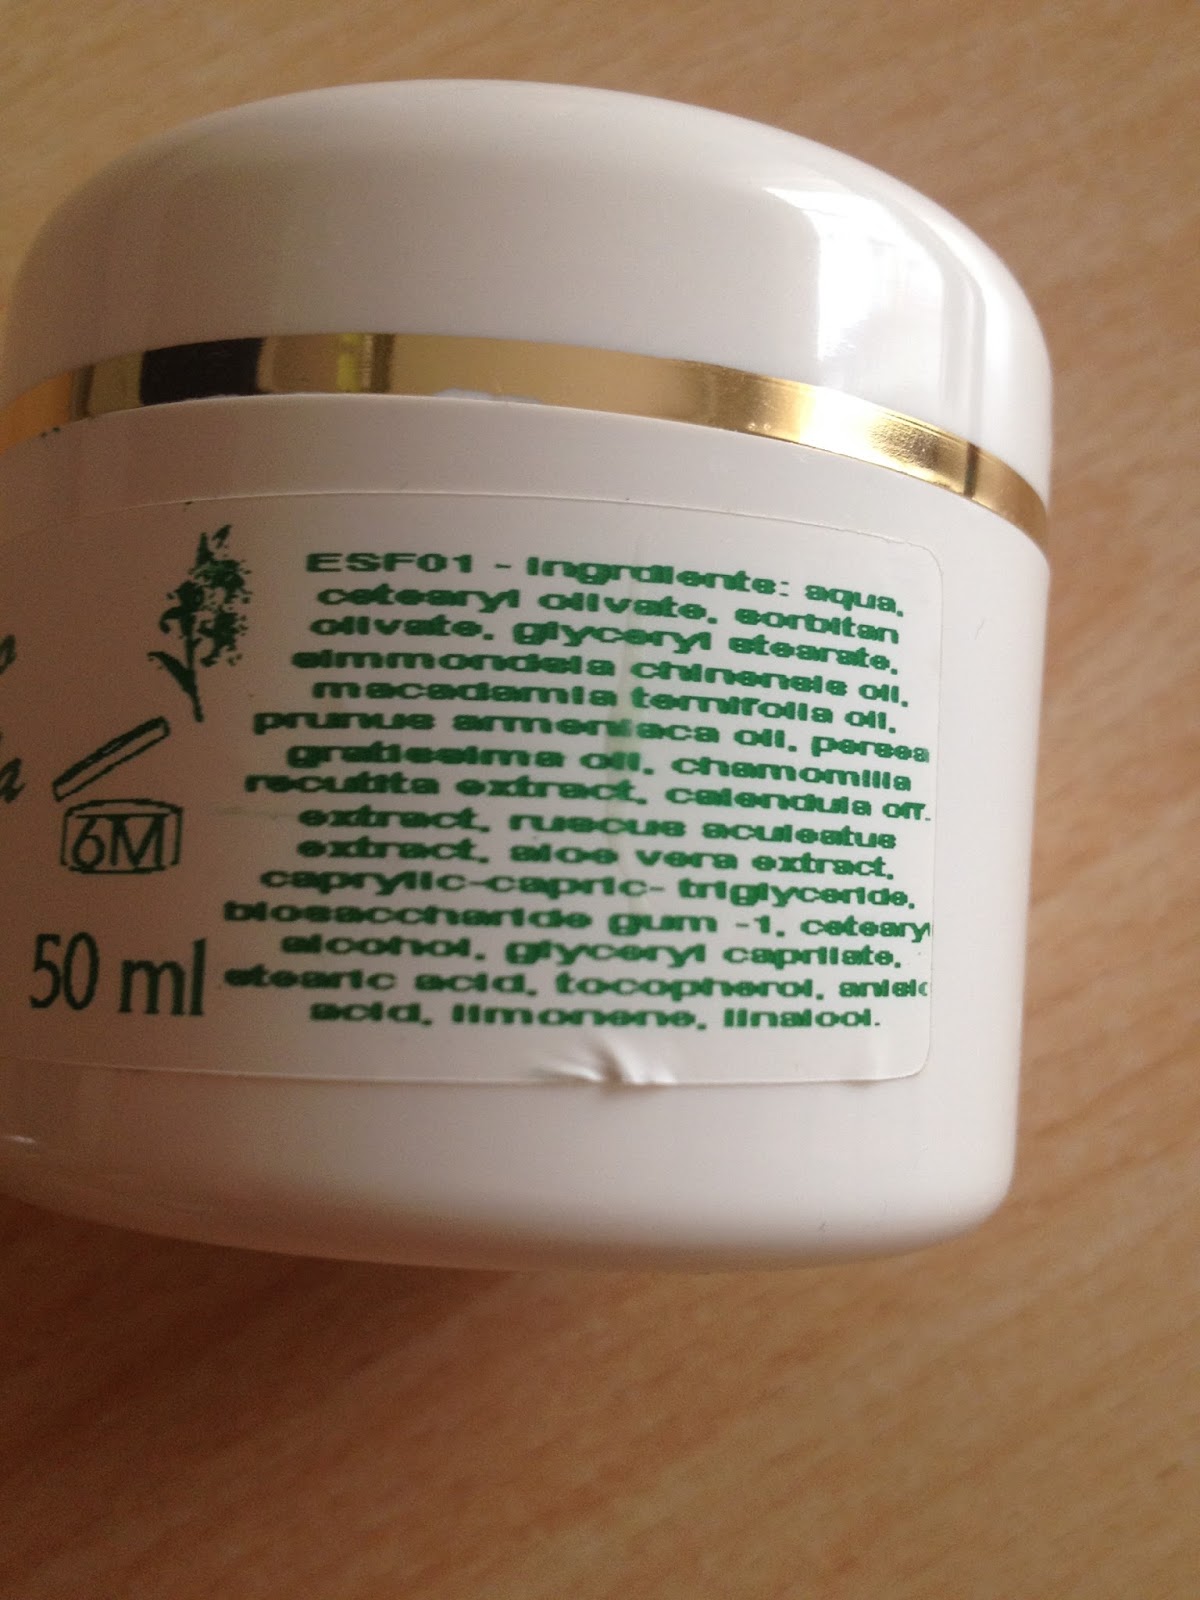 ESF01 - Ingrdiente: aqua,
cetearyl olivate, sorbitan
olivate, glyceryl stearate,
simmondsia chinensis oil,
macadamia ternifolia oil,
prunus armeniaca oil, persea
gratissima oil, chamomilla
recutita extract, calendula off.
extract, ruscus aculeatus
extract, aloe vera extract,
caprylic-capric- triglyceride,
biosaccharide gum -1, cetearyl
alcohol, glyceryl caprilate,
stearic acid, tocopherol, anisic
acid, limonene, linalool.
6M
50 ml